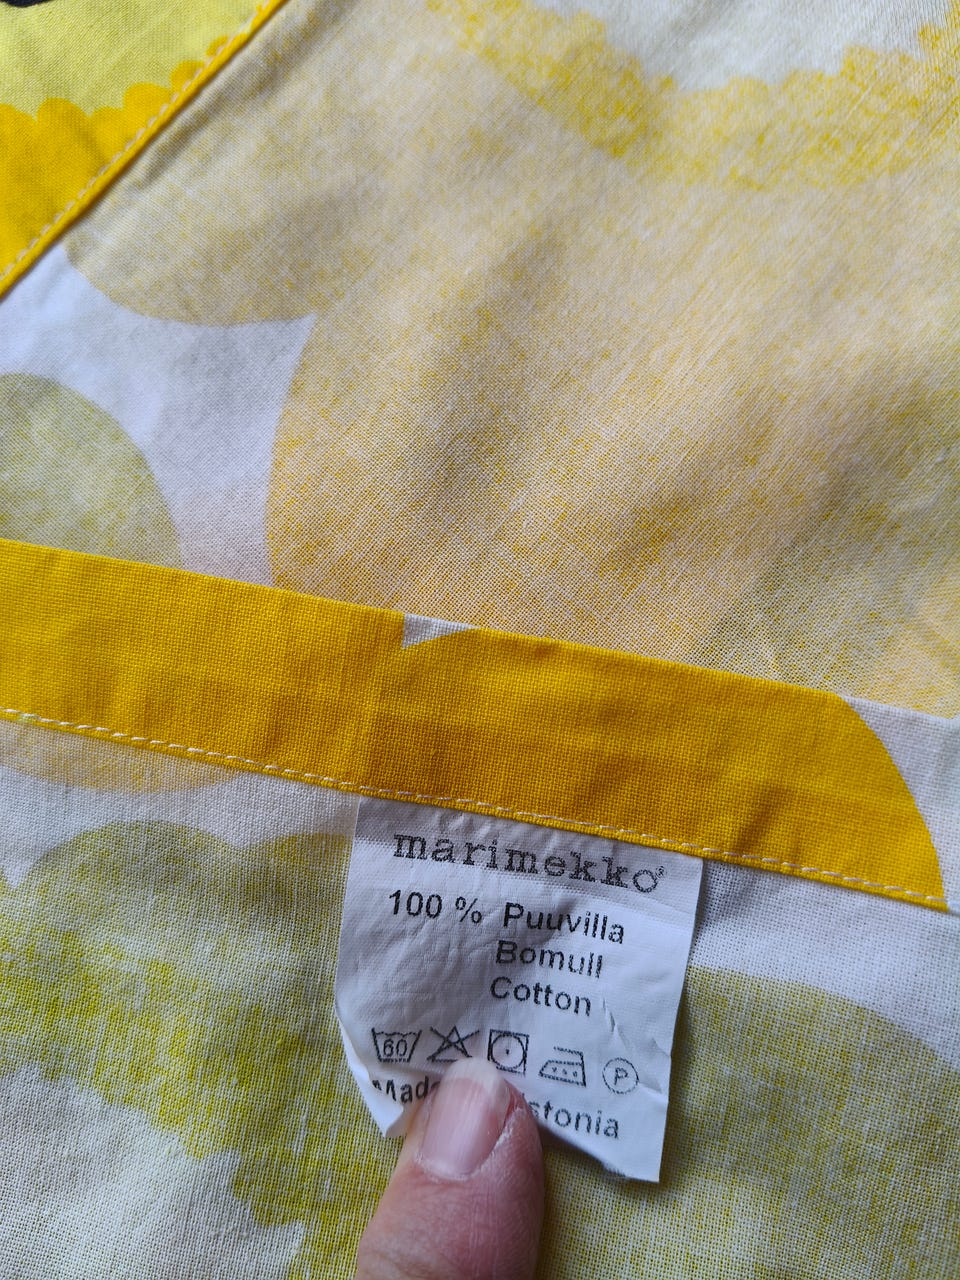 marimekko®
100 % Puuvilla
Bomull
Cotton
60 P
Made